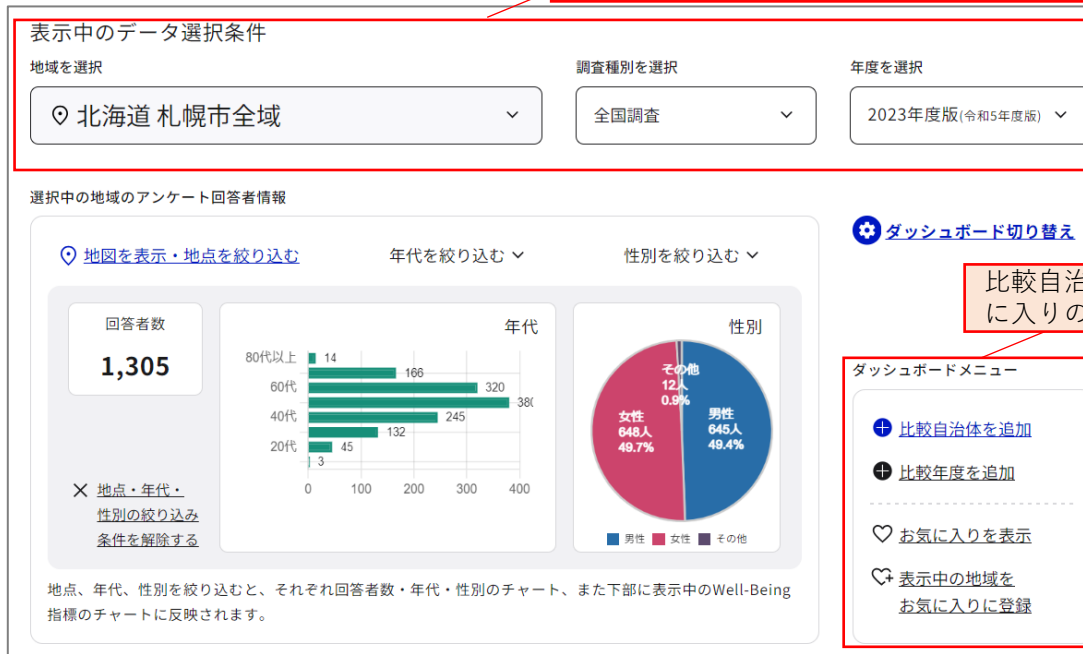 表示中のデータ選択条件
地域を選択
調査種別を選択
年度を選択
北海道 札幌市全域
全国調査
2023年度版(令和5年度版)
選択中の地域のアンケート回答者情報
地図を表示・地点を絞り込む
年代を絞り込む
性別を絞り込む
回答者数
1,305
地点・年代・
性別の絞り込み
条件を解除する
年代
80代以上
14
166
60代
320
380
40代
245
132
20代
45
3
0 100 200 300 400
性別
その他
12人
0.9%
女性
648人
49.7%
男性
645人
49.4%
男性 女性 その他
地点、年代、性別を絞り込むと、それぞれ回答者数・年代・性別のチャート、また下部に表示中のWell-Being
指標のチャートに反映されます。
ダッシュボード切り替え
比較自治
に入りの
ダッシュボードメニュー
比較自治体を追加
比較年度を追加
お気に入りを表示
表示中の地域を
お気に入りに登録